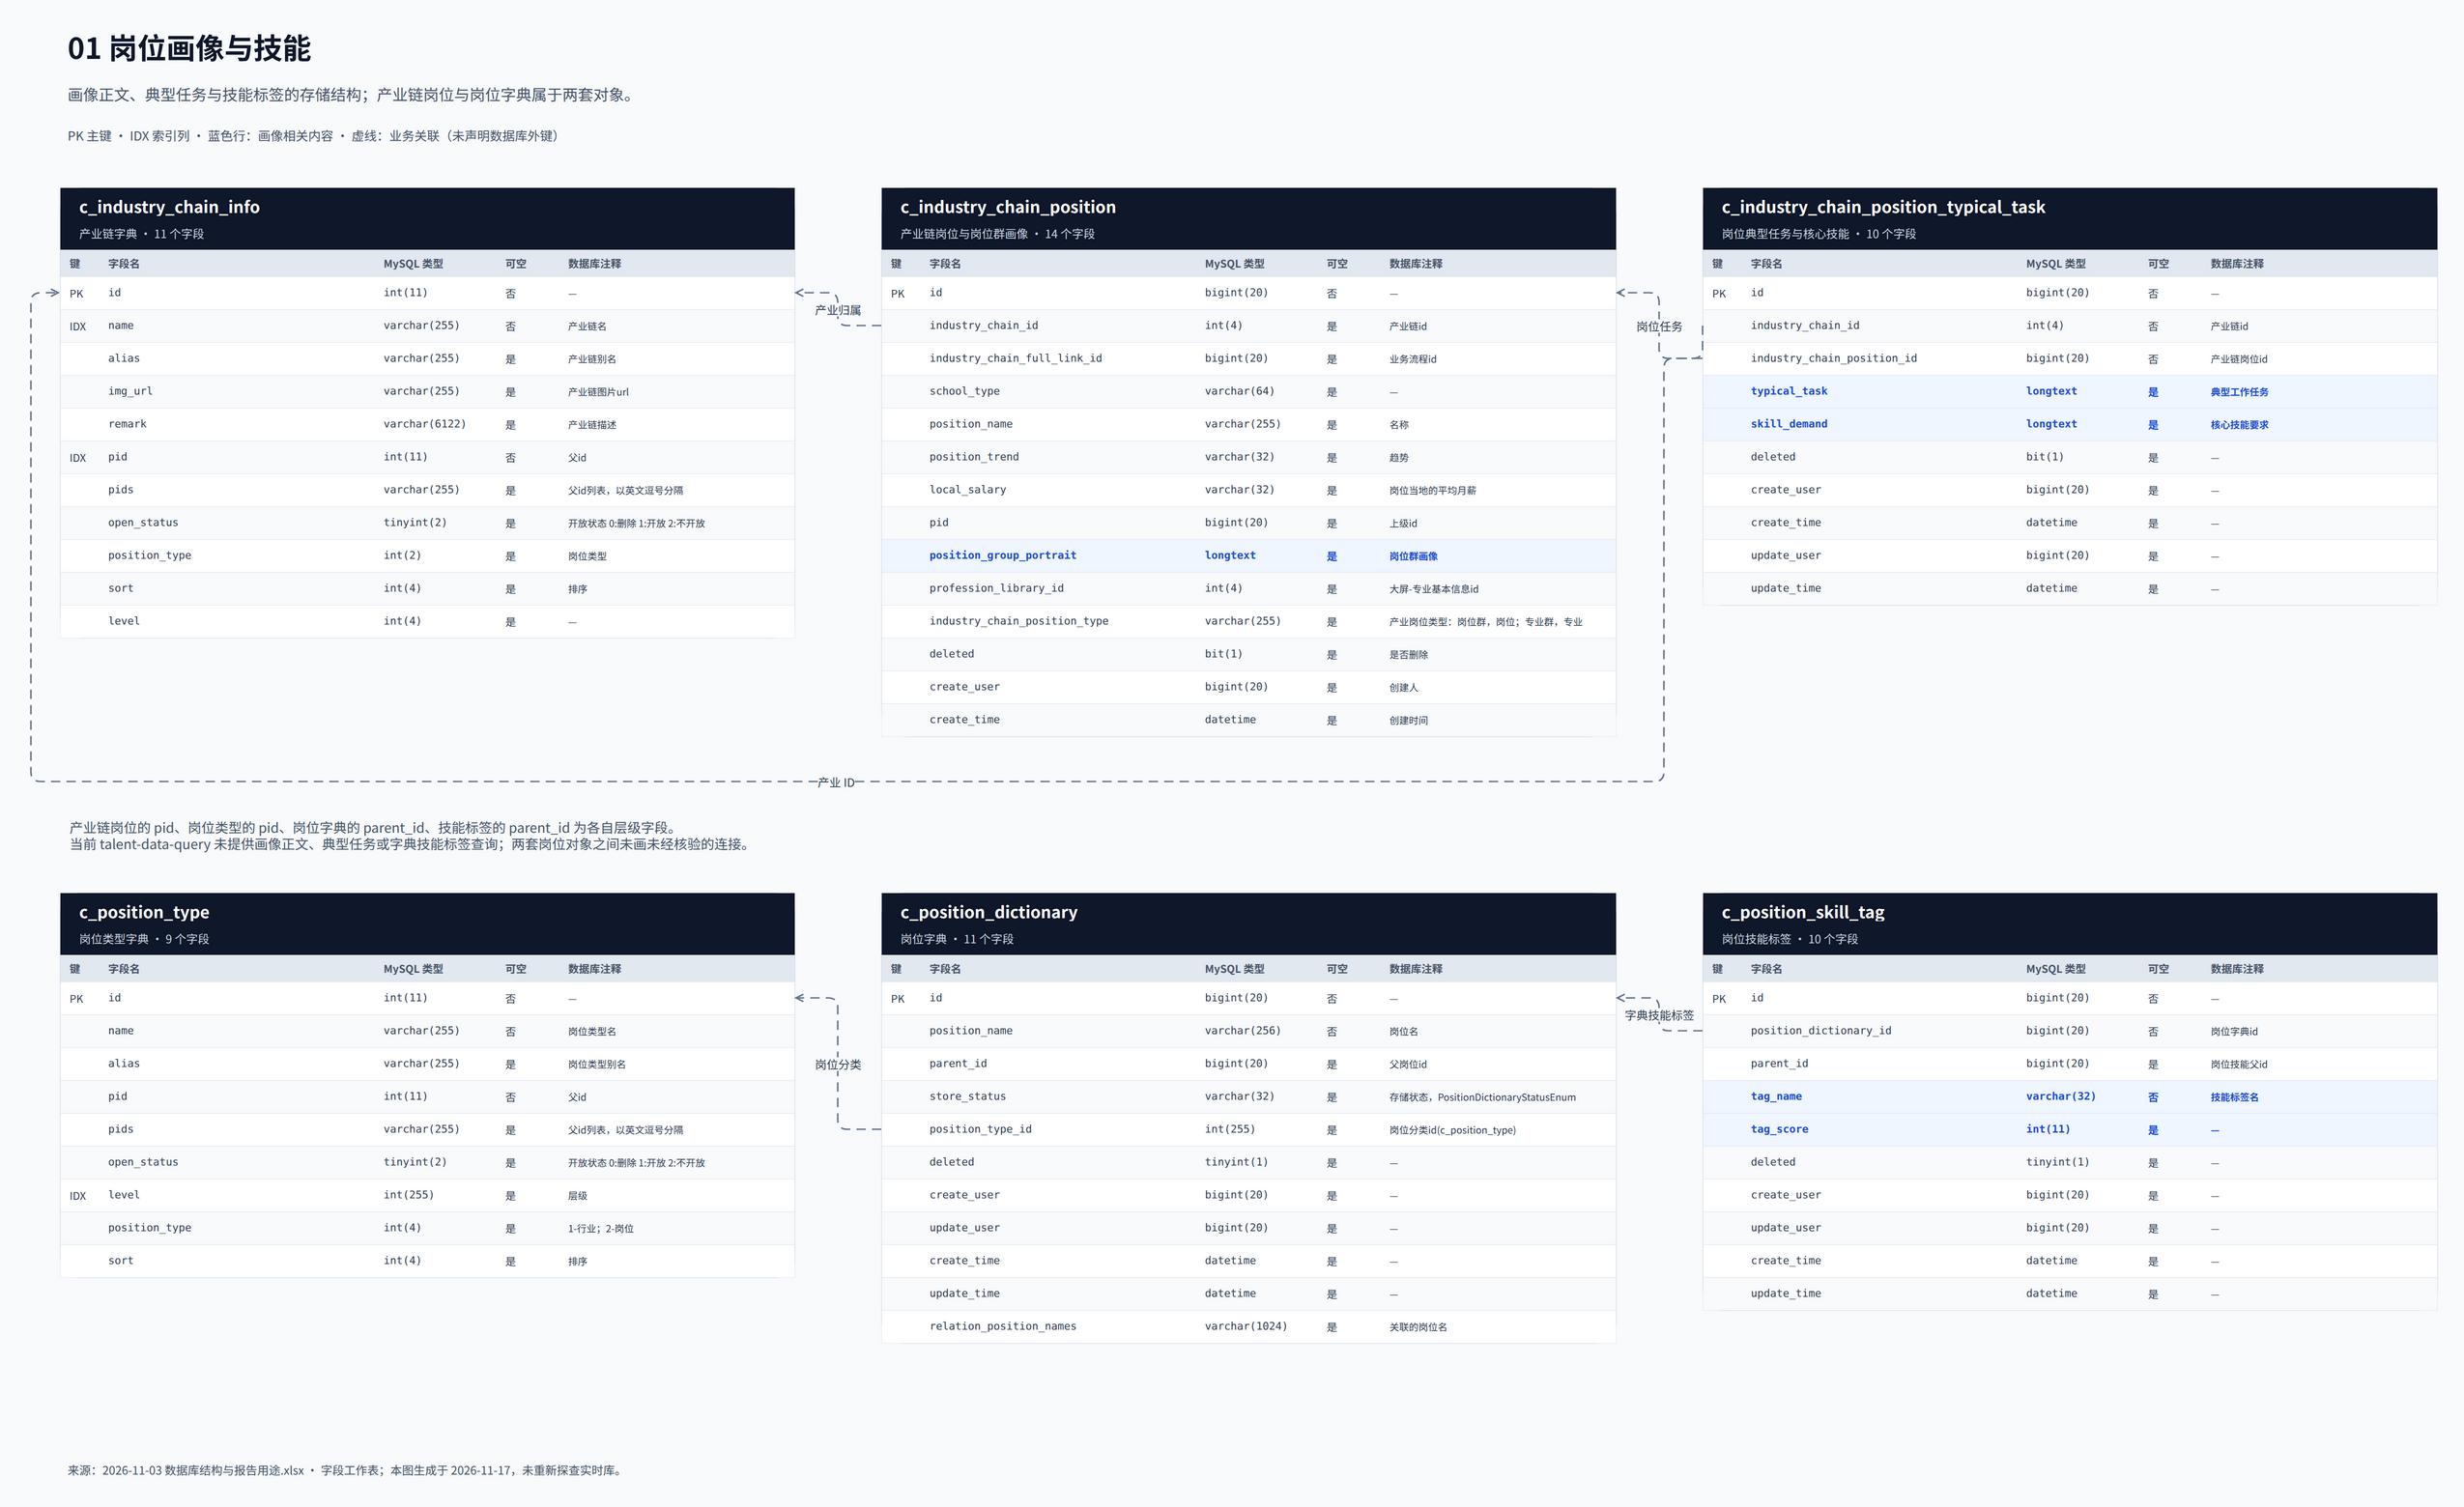 01 岗位画像与技能
画像正文、典型任务与技能标签的存储结构；产业链岗位与岗位字典属于两套对象。
PK 主键 · IDX 索引列 · 蓝色行：画像相关内容 · 虚线：业务关联（未声明数据库外键）
c_industry_chain_info
产业链字典 · 11 个字段
键 字段名 MySQL 类型 可空 数据库注释
PK id int(11) 否 —
IDX name varchar(255) 否 产业链名
alias varchar(255) 是 产业链别名
img_url varchar(255) 是 产业链图片url
remark varchar(6122) 是 产业链描述
IDX pid int(11) 否 父id
pids varchar(255) 是 父id列表，以英文逗号分隔
open_status tinyint(2) 是 开放状态 0:删除 1:开放 2:不开放
position_type int(2) 是 岗位类型
sort int(4) 是 排序
level int(4) 是 —
产业归属
c_industry_chain_position
产业链岗位与岗位群画像 · 14 个字段
键 字段名 MySQL 类型 可空 数据库注释
PK id bigint(20) 否 —
industry_chain_id int(4) 是 产业链id
industry_chain_full_link_id bigint(20) 是 业务流程id
school_type varchar(64) 是 —
position_name varchar(255) 是 名称
position_trend varchar(32) 是 趋势
local_salary varchar(32) 是 岗位当地的平均月薪
pid bigint(20) 是 上级id
position_group_portrait longtext 是 岗位群画像
profession_library_id int(4) 是 大屏-专业基本信息id
industry_chain_position_type varchar(255) 是 产业岗位类型：岗位群，岗位；专业群，专业
deleted bit(1) 是 是否删除
create_user bigint(20) 是 创建人
create_time datetime 是 创建时间
岗位任务
c_industry_chain_position_typical_task
岗位典型任务与核心技能 · 10 个字段
键 字段名 MySQL 类型 可空 数据库注释
PK id bigint(20) 否 —
industry_chain_id int(4) 否 产业链id
industry_chain_position_id bigint(20) 否 产业链岗位id
typical_task longtext 是 典型工作任务
skill_demand longtext 是 核心技能要求
deleted bit(1) 是 —
create_user bigint(20) 是 —
create_time datetime 是 —
update_user bigint(20) 是 —
update_time datetime 是 —
产业 ID
产业链岗位的 pid、岗位类型的 pid、岗位字典的 parent_id、技能标签的 parent_id 为各自层级字段。
当前 talent-data-query 未提供画像正文、典型任务或字典技能标签查询；两套岗位对象之间未画未经核验的连接。
c_position_type
岗位类型字典 · 9 个字段
键 字段名 MySQL 类型 可空 数据库注释
PK id int(11) 否 —
name varchar(255) 否 岗位类型名
alias varchar(255) 是 岗位类型别名
pid int(11) 否 父id
pids varchar(255) 是 父id列表，以英文逗号分隔
open_status tinyint(2) 是 开放状态 0:删除 1:开放 2:不开放
IDX level int(255) 是 层级
position_type int(4) 是 1-行业；2-岗位
sort int(4) 是 排序
岗位分类
c_position_dictionary
岗位字典 · 11 个字段
键 字段名 MySQL 类型 可空 数据库注释
PK id bigint(20) 否 —
position_name varchar(256) 否 岗位名
parent_id bigint(20) 是 父岗位id
store_status varchar(32) 是 存储状态，PositionDictionaryStatusEnum
position_type_id int(255) 是 岗位分类id(c_position_type)
deleted tinyint(1) 是 —
create_user bigint(20) 是 —
update_user bigint(20) 是 —
create_time datetime 是 —
update_time datetime 是 —
relation_position_names varchar(1024) 是 关联的岗位名
字典技能标签
c_position_skill_tag
岗位技能标签 · 10 个字段
键 字段名 MySQL 类型 可空 数据库注释
PK id bigint(20) 否 —
position_dictionary_id bigint(20) 否 岗位字典id
parent_id bigint(20) 是 岗位技能父id
tag_name varchar(32) 否 技能标签名
tag_score int(11) 是 —
deleted tinyint(1) 是 —
create_user bigint(20) 是 —
update_user bigint(20) 是 —
create_time datetime 是 —
update_time datetime 是 —
来源：2026-11-03 数据库结构与报告用途.xlsx · 字段工作表；本图生成于 2026-11-17，未重新探查实时库。